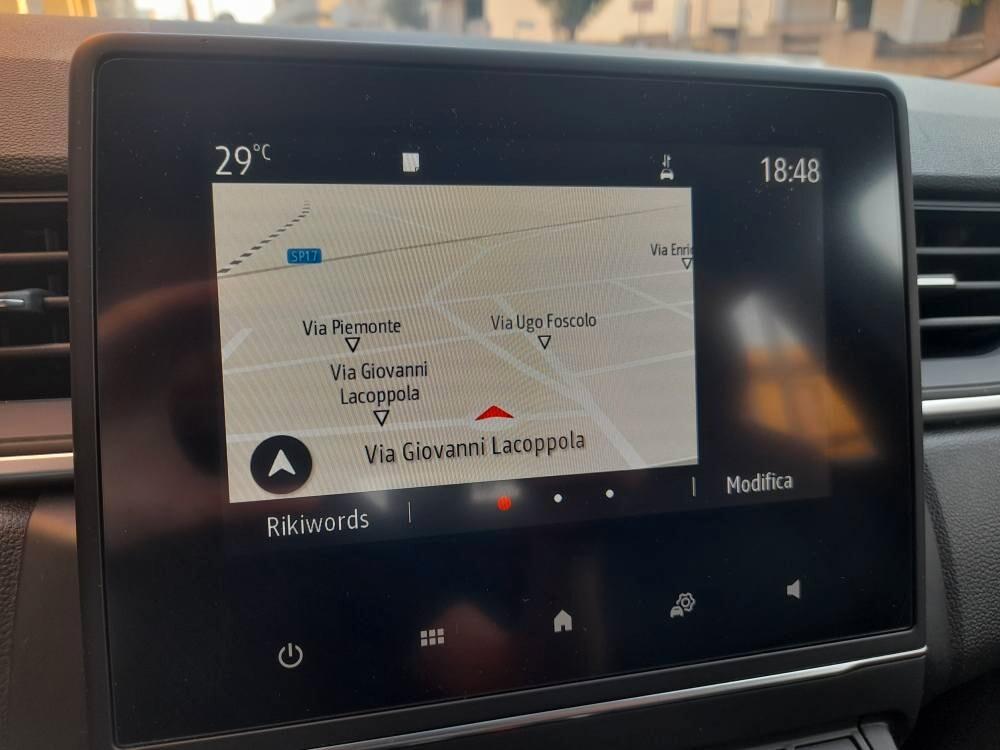 29°C
18:48
SP17
Via Enri
Via Piemonte
Via Ugo Foscolo
Via Giovanni
Lacoppola
Via Giovanni Lacoppola
Rikiwords
Modifica